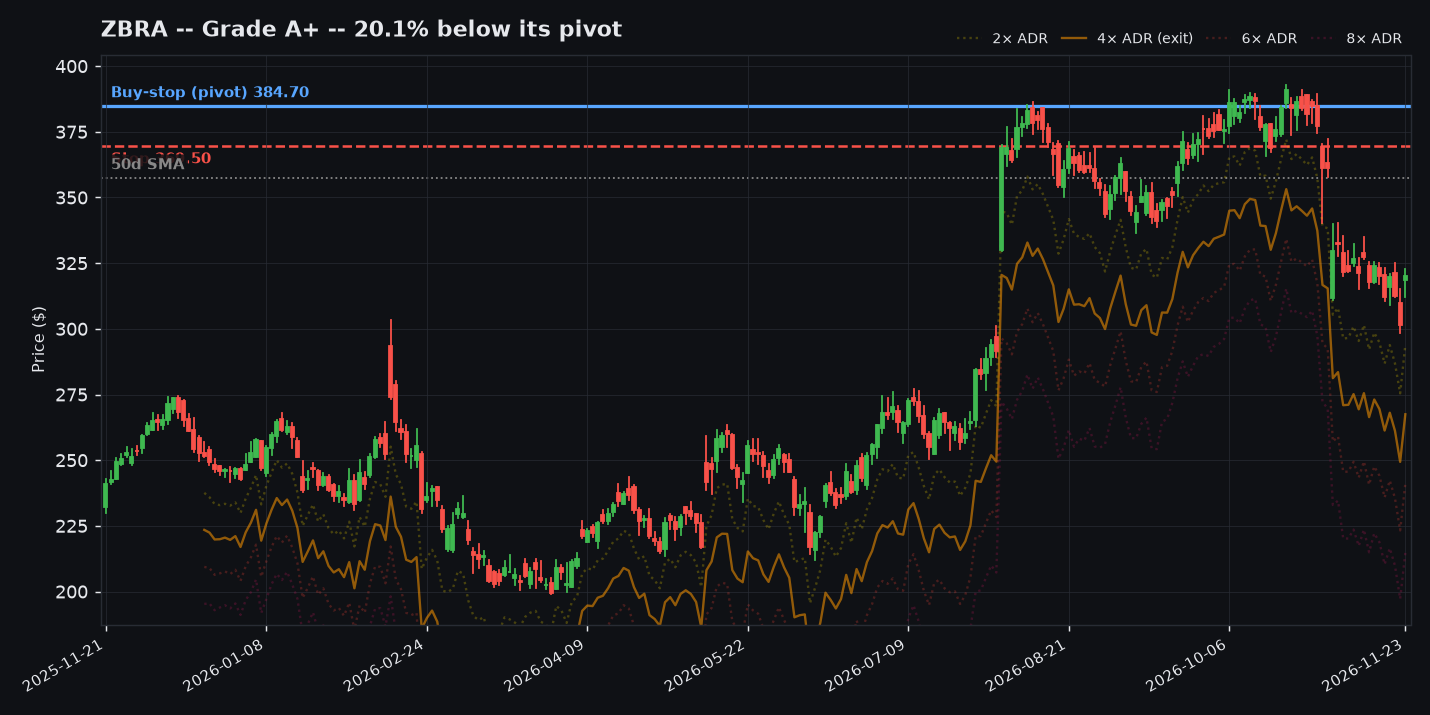 ZBRA -- Grade A+ -- 20.1% below its pivot
2× ADR
4× ADR (exit)
6× ADR
8× ADR
Price ($)
400
375
350
325
300
275
250
225
200
Buy-stop (pivot) 384.70
.50
50d SMA
2025-11-21
2026-01-08
2026-02-24
2026-04-09
2026-05-22
2026-07-09
2026-08-21
2026-10-06
2026-11-23